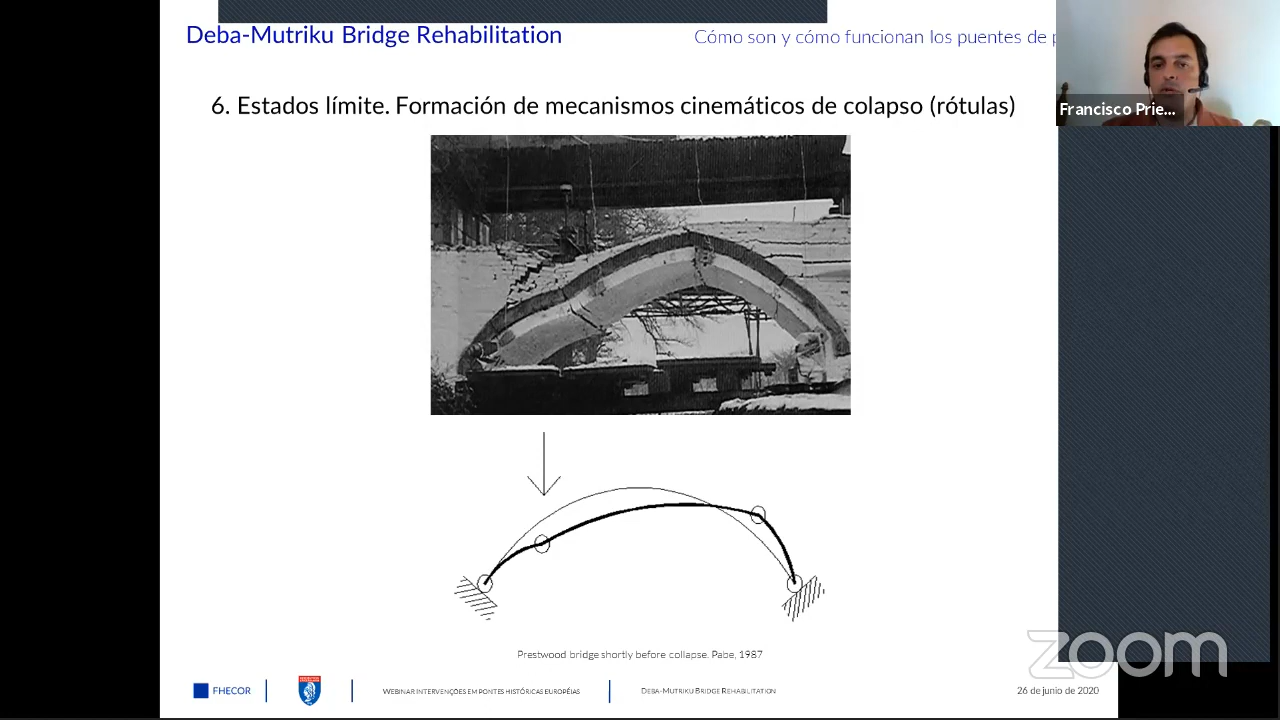 Deba-Mutriku Bridge Rehabilitation
Cómo son y cómo funcionan los puentes de
Francisco Prie...
6. Estados límite. Formación de mecanismos cinemáticos de colapso (rótulas)
Prestwood bridge shortly before collapse. Pabe, 1987
FHECOR
WEBINAR INTERVENÇÕES EM PONTES HISTÓRICAS EUROPÉIAS
DEBA-MUTRIKU BRIDGE REHABILITATION
26 de junio de 2020
zoom